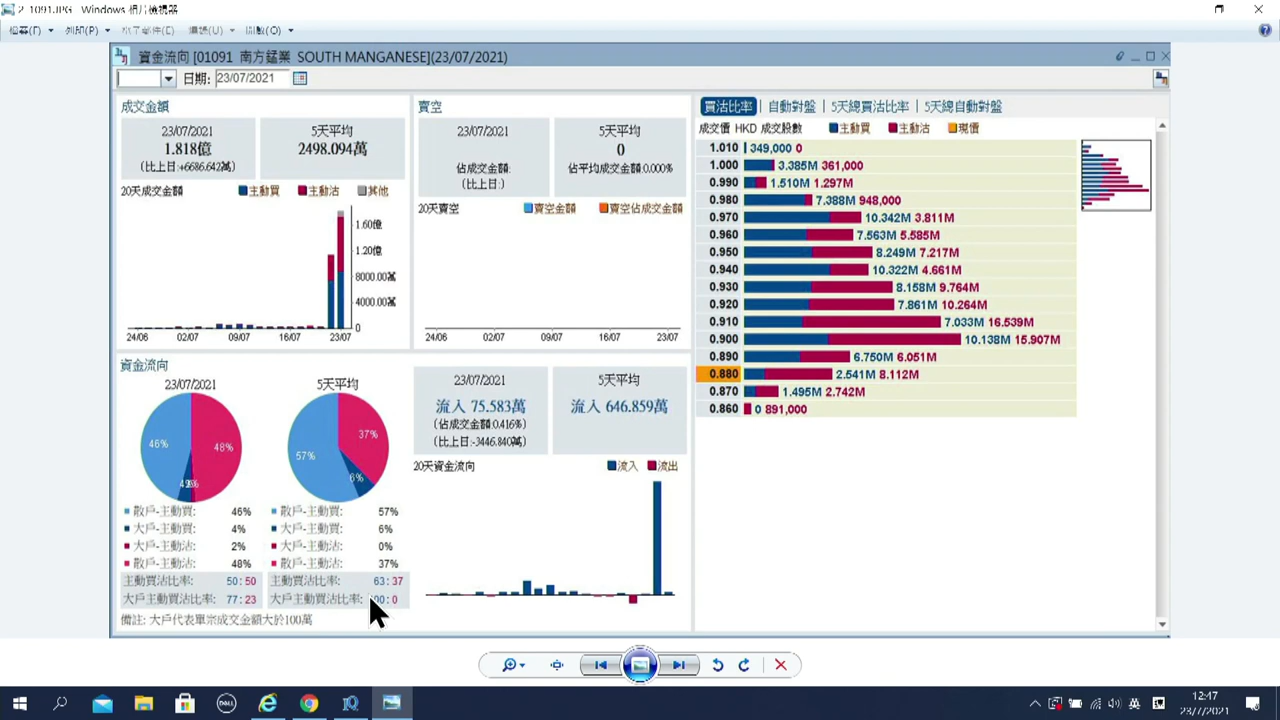 2-1091.JPG - Windows 相片檢視器
檔案(F) 列印(P) 電子郵件(E) 燒錄(U) 開啟(O)
資金流向 [01091 南方錳業 SOUTH MANGANESE](23/07/2021)
日期: 23/07/2021
成交金額
23/07/2021
1.818億
(比上日:+6686.642萬)
5天平均
2498.094萬
20天成交金額 主動買 主動沽 其他
1.60億
1.20億
8000.00萬
4000.00萬
0
24/06 02/07 09/07 16/07 23/07
賣空
23/07/2021
佔成交金額:
(比上日:)
5天平均
0
佔平均成交金額:0.000%
20天賣空 賣空金額 賣空佔成交金額
24/06 02/07 09/07 16/07 23/07
資金流向
23/07/2021
46% 48%
4%
5天平均
37%
57%
6%
散戶-主動買: 46%
大戶-主動買: 4%
大戶-主動沽: 2%
散戶-主動沽: 48%
主動買沽比率: 50:50
大戶主動買沽比率: 77:23
散戶-主動買: 57%
大戶-主動買: 6%
大戶-主動沽: 0%
散戶-主動沽: 37%
主動買沽比率: 63:37
大戶主動買沽比率: 00:0
備註: 大戶代表單宗成交金額大於100萬
23/07/2021
流入 75.583萬
(佔成交金額:0.416%)
(比上日:-3446.840萬)
5天平均
流入 646.859萬
20天資金流向 流入 流出
買沽比率 自動對盤 5天總買沽比率 5天總自動對盤
成交價 HKD 成交股數 主動買 主動沽 現價
1.010 349,000 0
1.000 3.385M 361,000
0.990 1.510M 1.297M
0.980 7.388M 948,000
0.970 10.342M 3.811M
0.960 7.563M 5.585M
0.950 8.249M 7.217M
0.940 10.322M 4.661M
0.930 8.158M 9.764M
0.920 7.861M 10.264M
0.910 7.033M 16.539M
0.900 10.138M 15.907M
0.890 6.750M 6.051M
0.880 2.541M 8.112M
0.870 1.495M 2.742M
0.860 0 891,000
DELL
12:47
23/7/2021